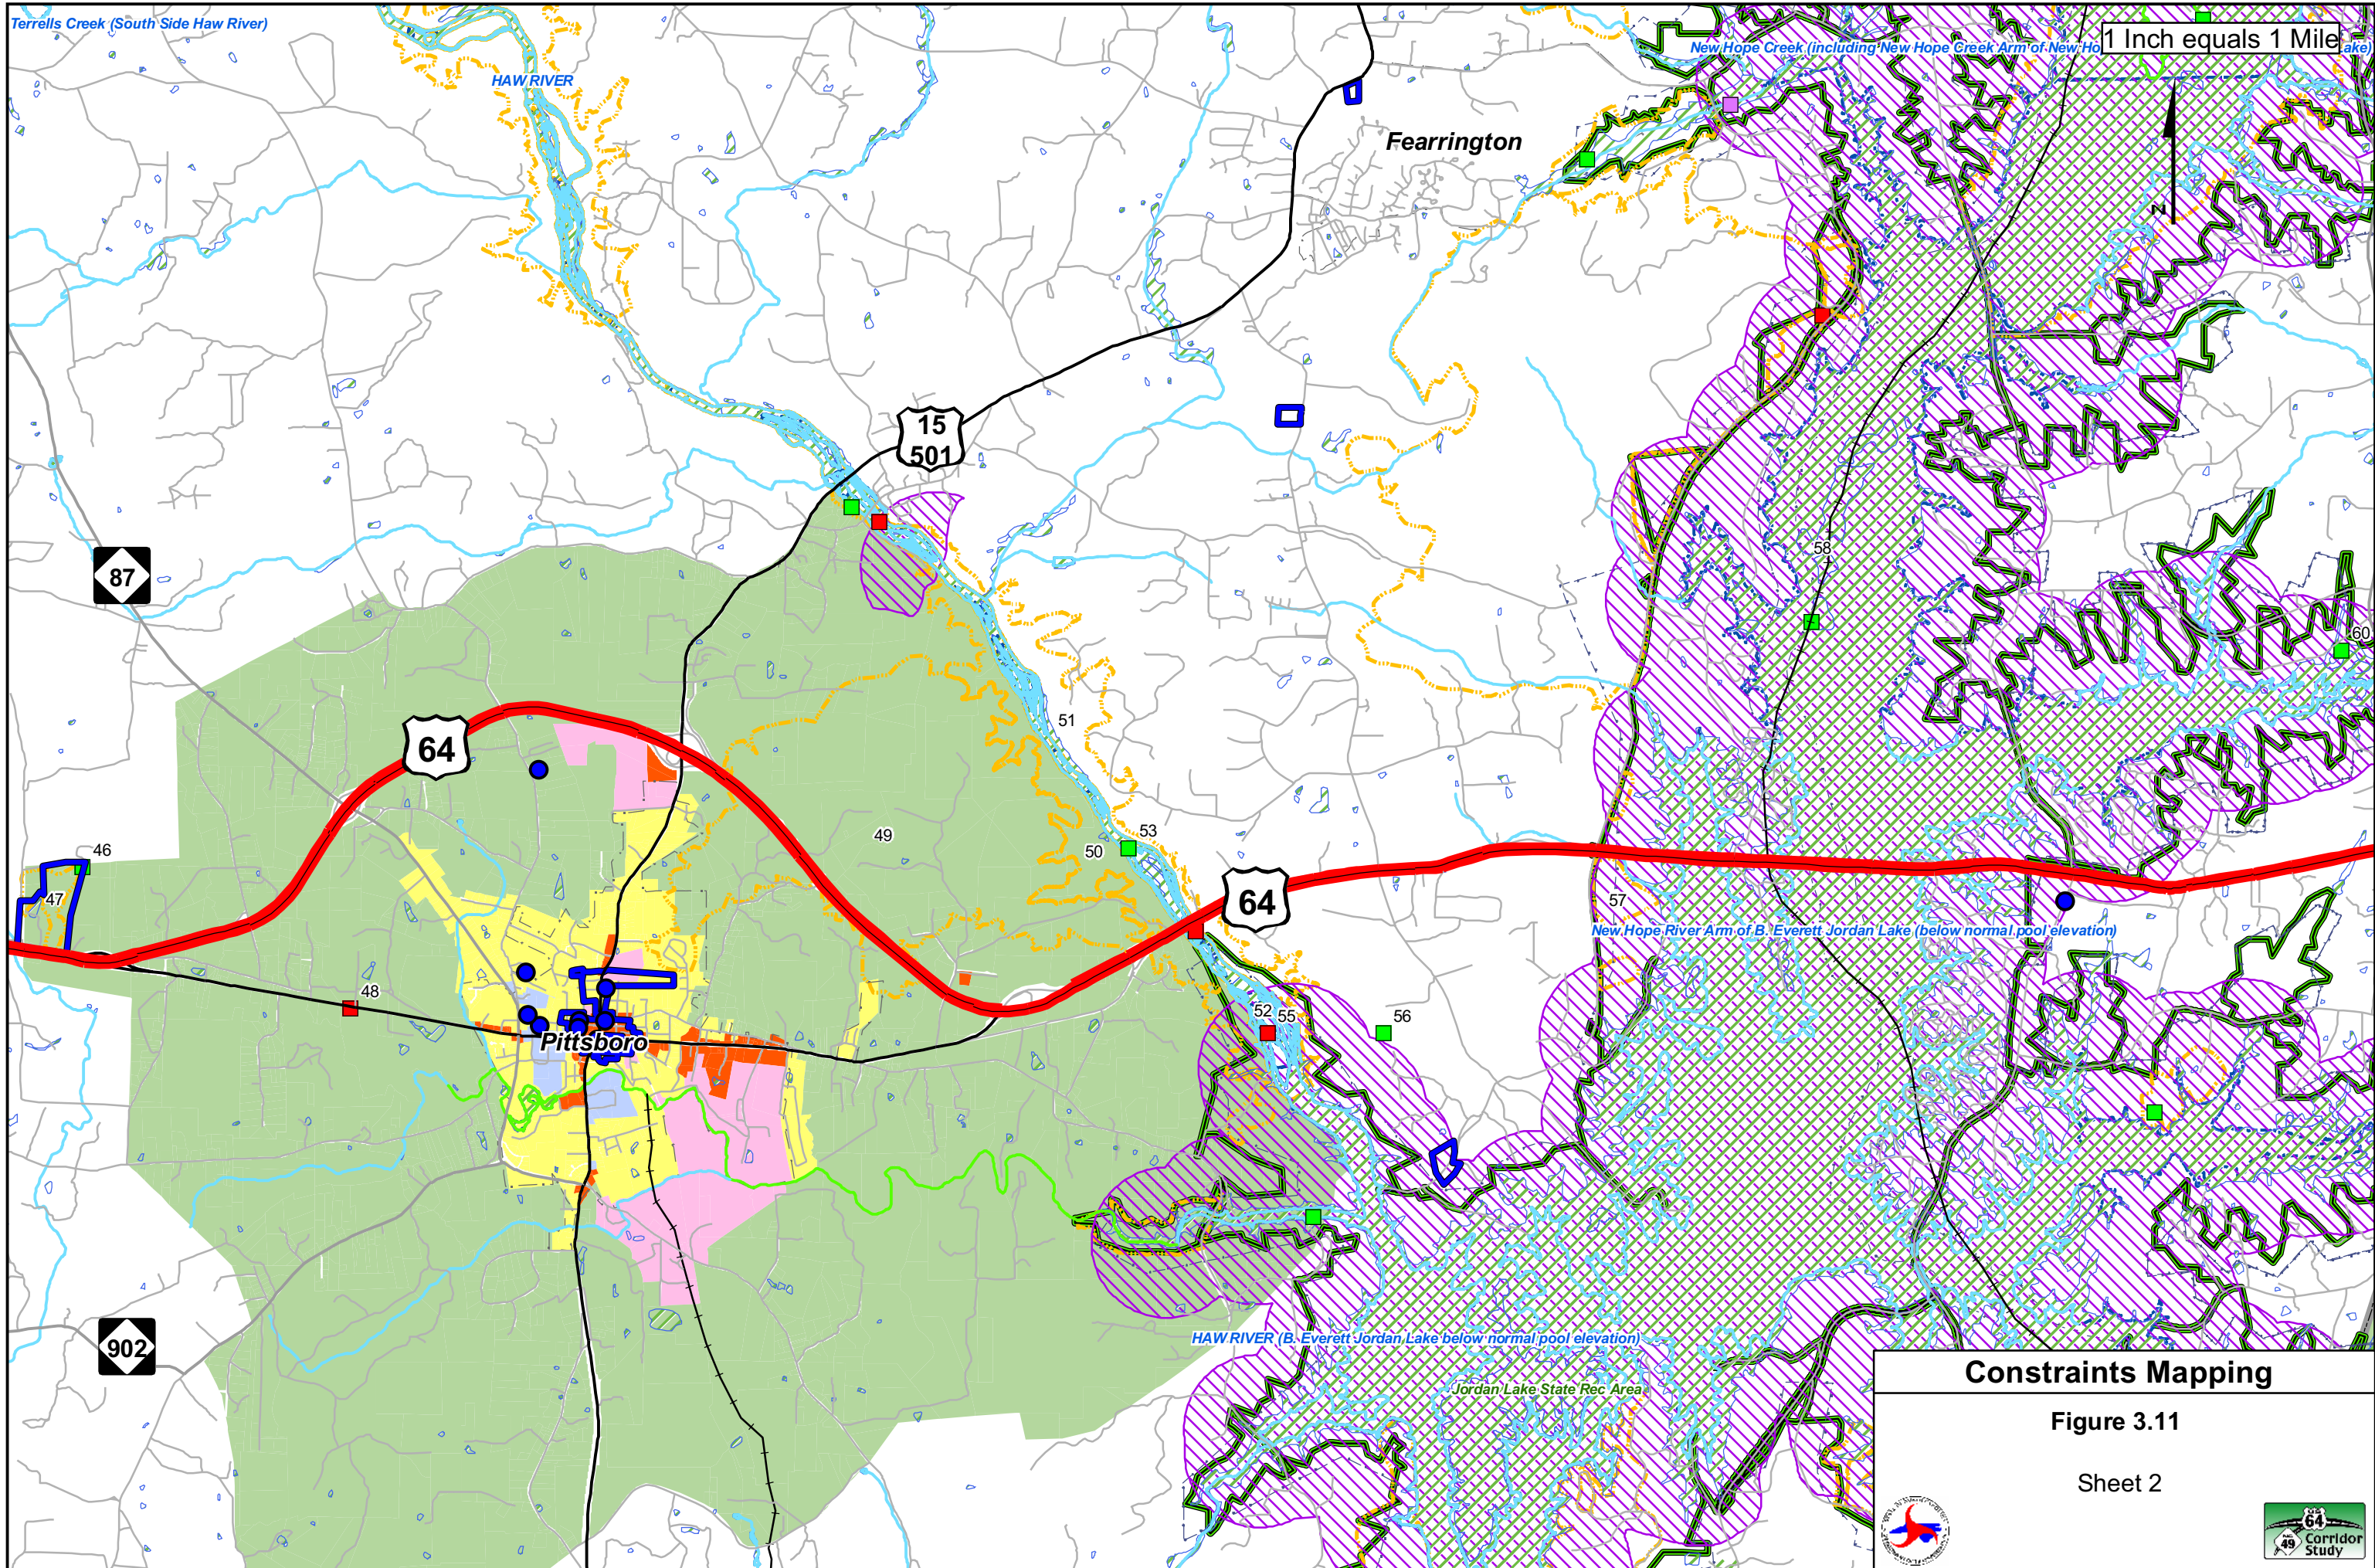 Terrells Creek (South Side Haw River)
New Hope Creek (including New Hope Creek Arm of New Ho
ake)
1 Inch equals 1 Mile
HAW RIVER
Fearrington
N
15
501
87
58
60
51
64
49
53
50
46
47
64
57
New Hope River Arm of B. Everett Jordan Lake (below normal pool elevation)
48
52
55
56
Pittsboro
HAW RIVER (B. Everett Jordan Lake below normal pool elevation)
902
Jordan Lake State Rec Area
Constraints Mapping
Figure 3.11
Sheet 2
64
49
Corridor
Study